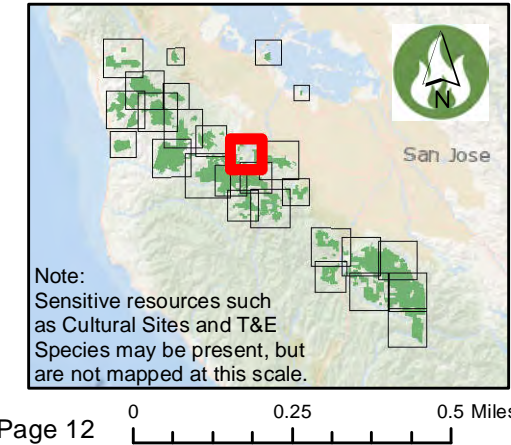 N
San Jose
Note:
Sensitive resources such
as Cultural Sites and T&E
Species may be present, but
are not mapped at this scale.
Page 12
0 0.25 0.5 Miles